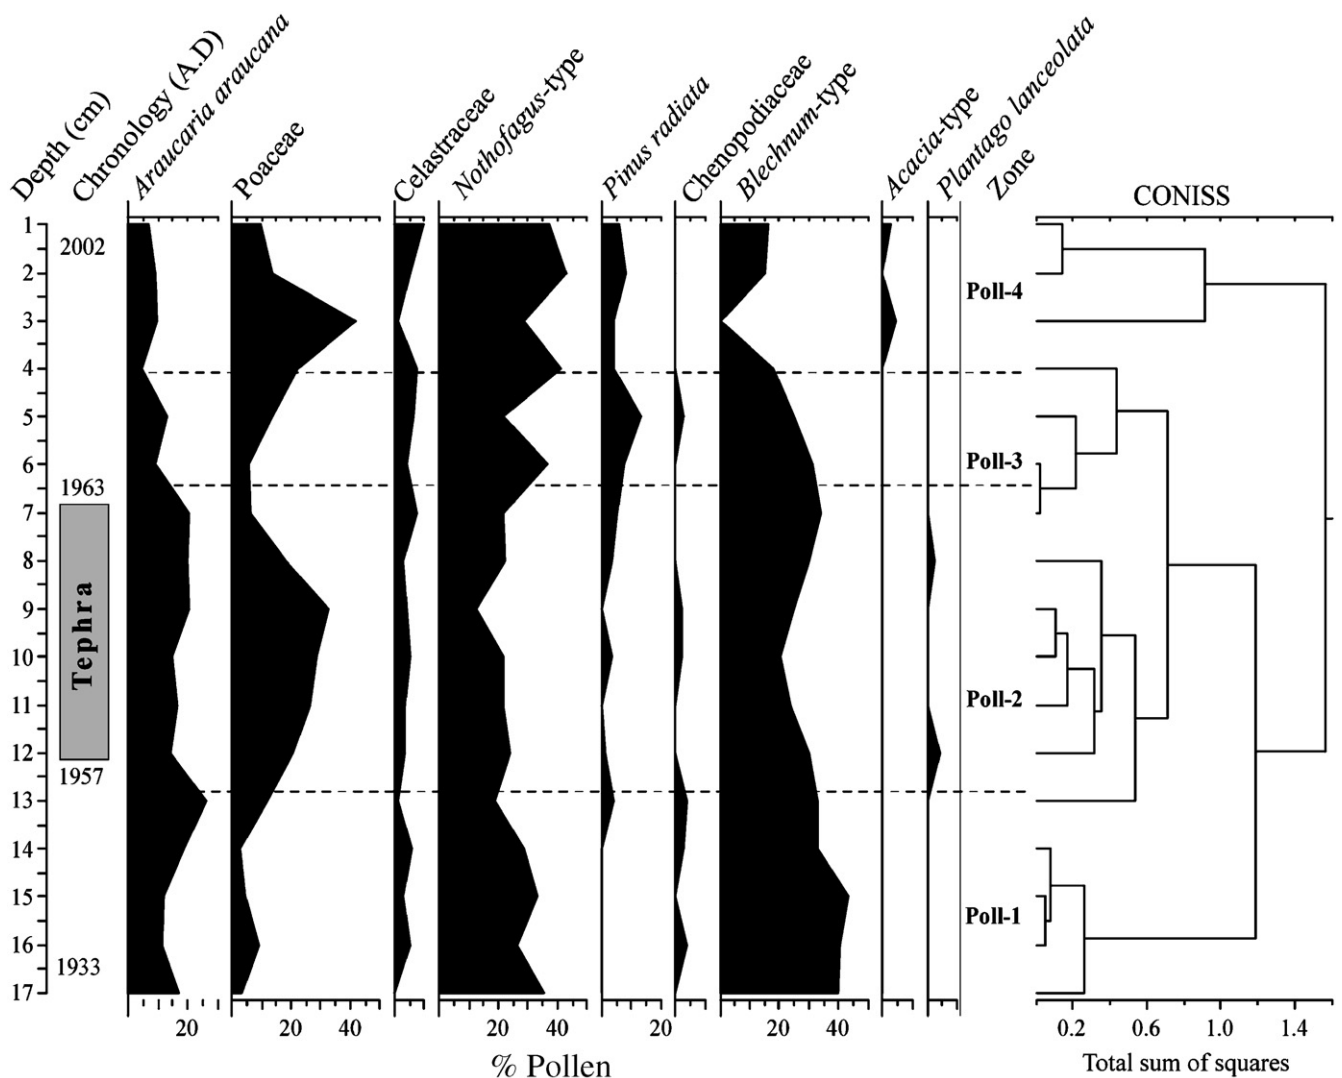 Depth (cm)
Chronology (A.D)
Araucaria araucana
Poaceae
Celastraceae
Nothofagus-type
Pinus radiata
Chenopodiaceae
Blechnum-type
Acacia-type
Plantago lanceolata
Zone
CONISS
1
2002
2
Poll-4
3
4
5
6
Poll-3
1963
7
8
9
Tephra
10
11
Poll-2
12
1957
13
14
15
Poll-1
16
1933
17
20 20 40 20 40 20 20 40 0.2 0.6 1.0 1.4
% Pollen
Total sum of squares